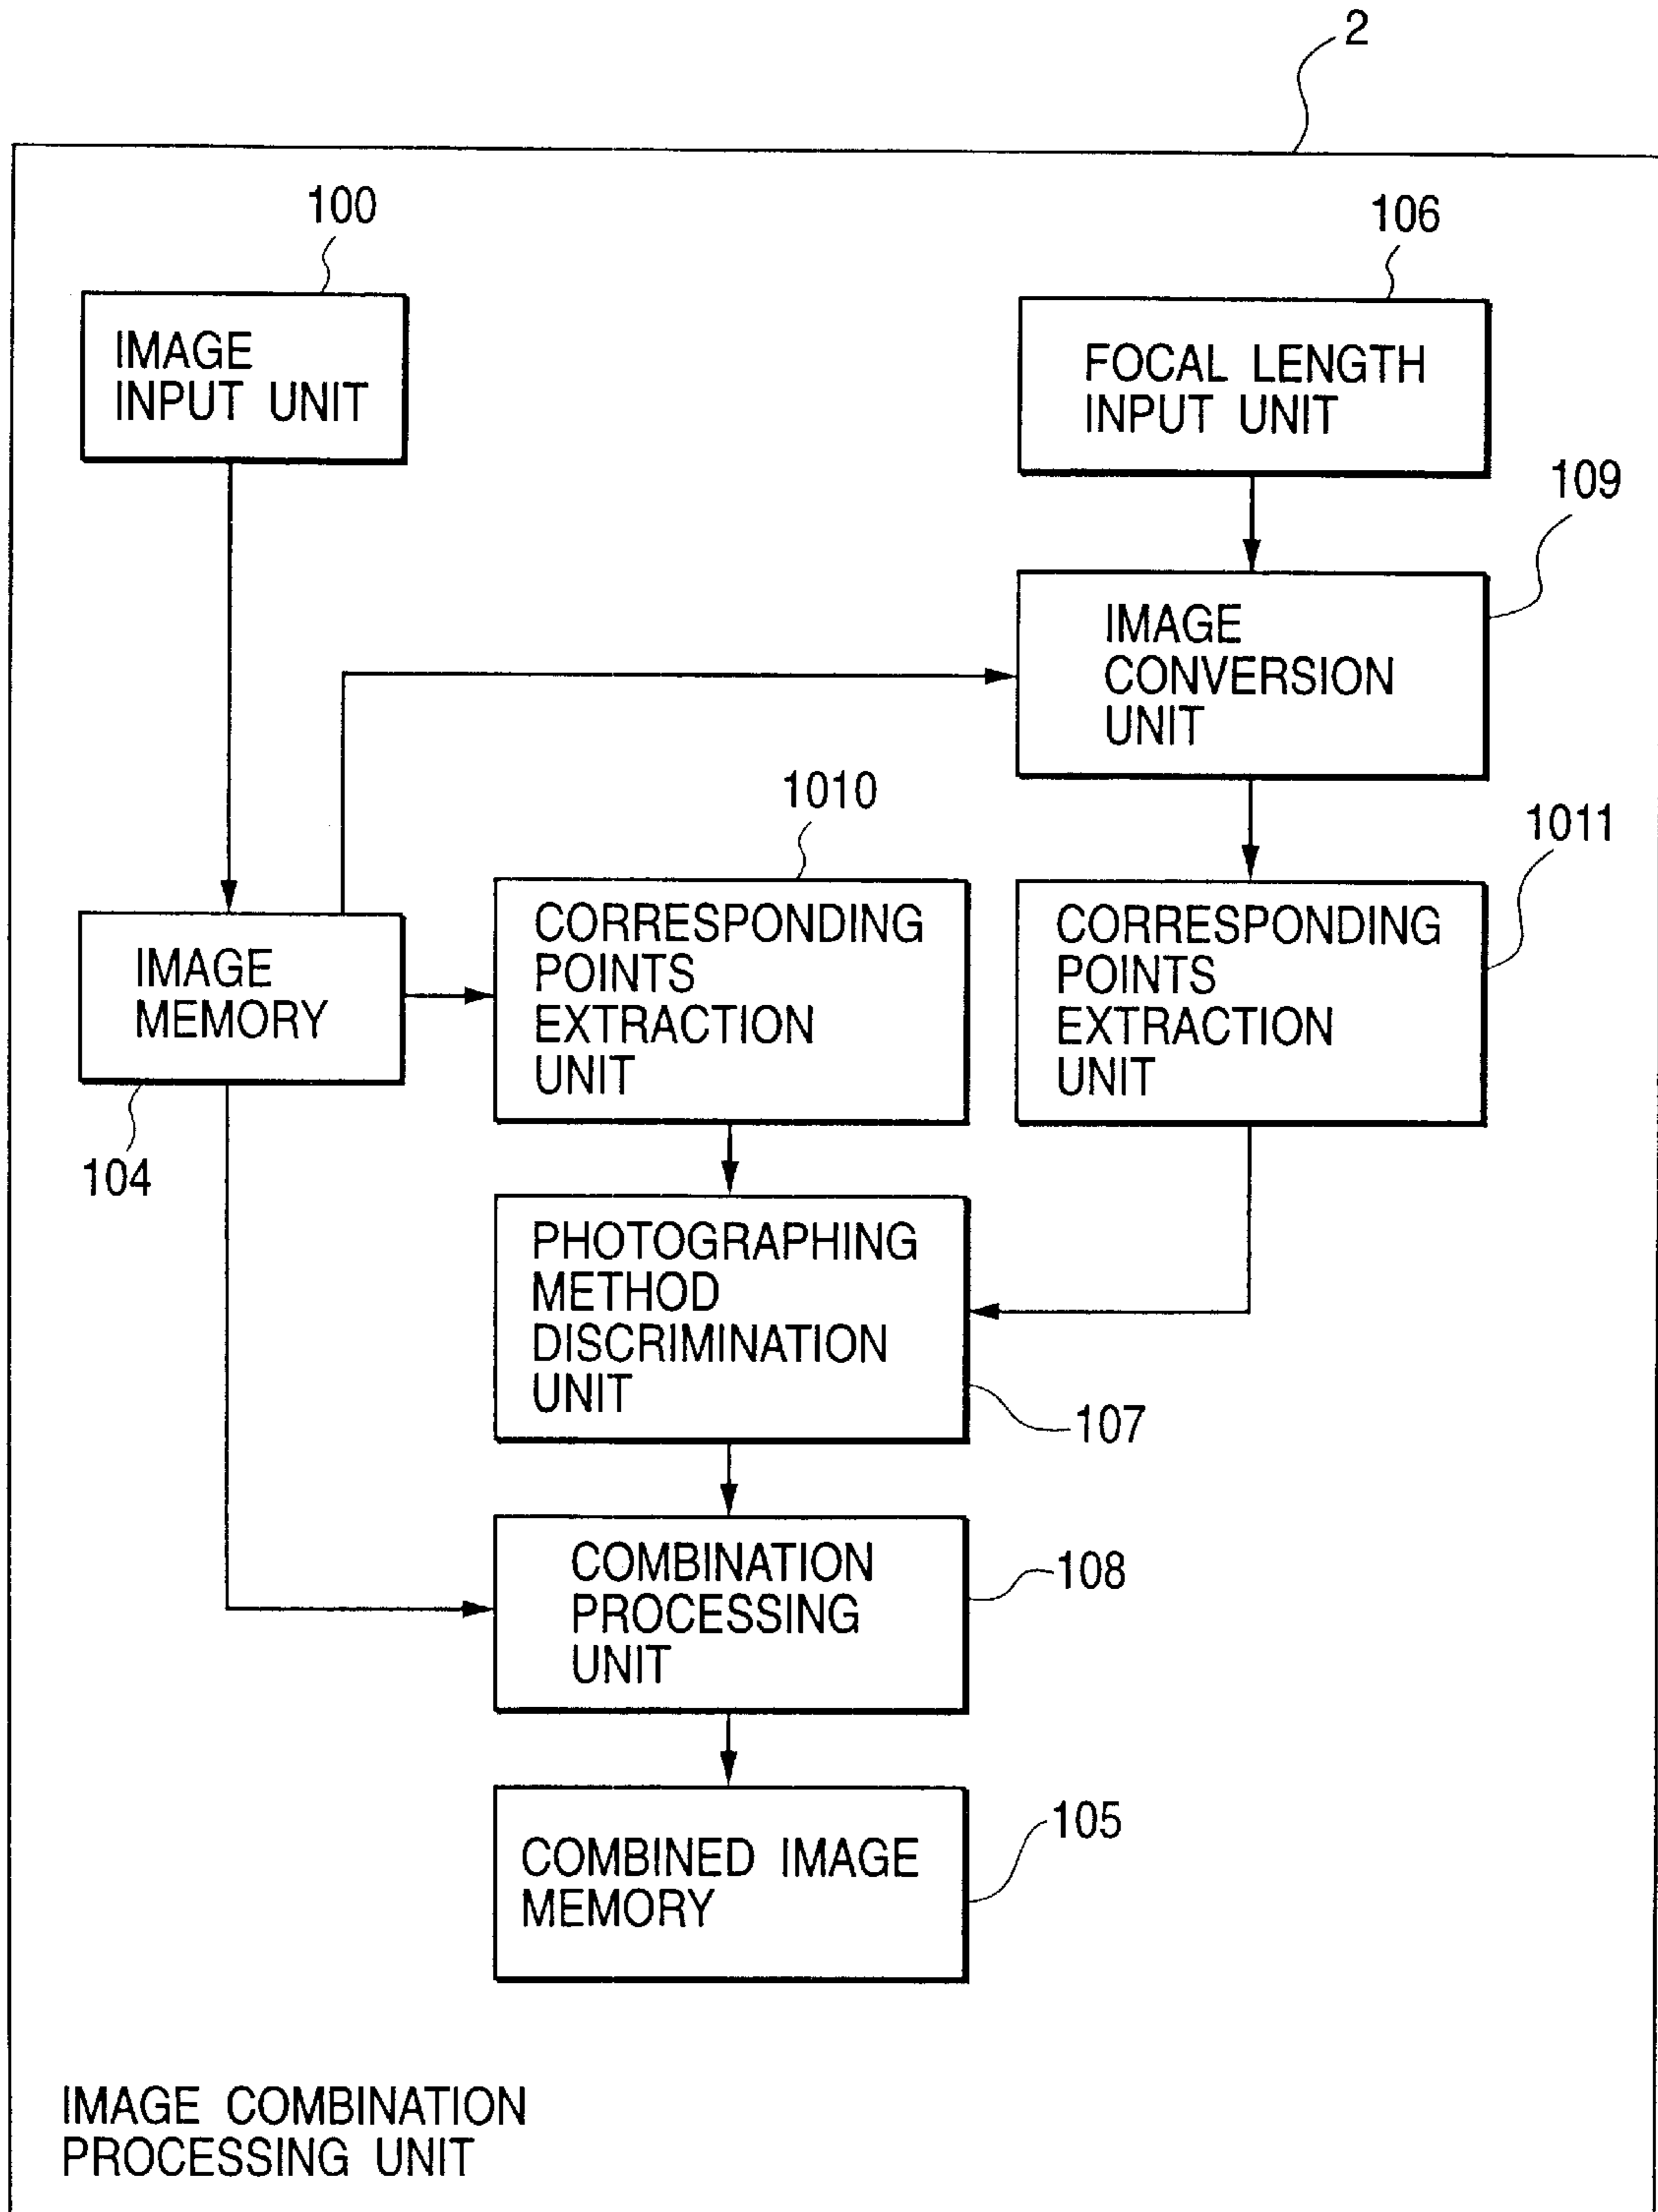 2
100
106
IMAGE
INPUT UNIT
FOCAL LENGTH
INPUT UNIT
109
IMAGE
CONVERSION
UNIT
1010
1011
IMAGE
MEMORY
104
CORRESPONDING
POINTS
EXTRACTION
UNIT
CORRESPONDING
POINTS
EXTRACTION
UNIT
PHOTOGRAPHING
METHOD
DISCRIMINATION
UNIT
107
COMBINATION
PROCESSING
UNIT
108
COMBINED IMAGE
MEMORY
105
IMAGE COMBINATION
PROCESSING UNIT